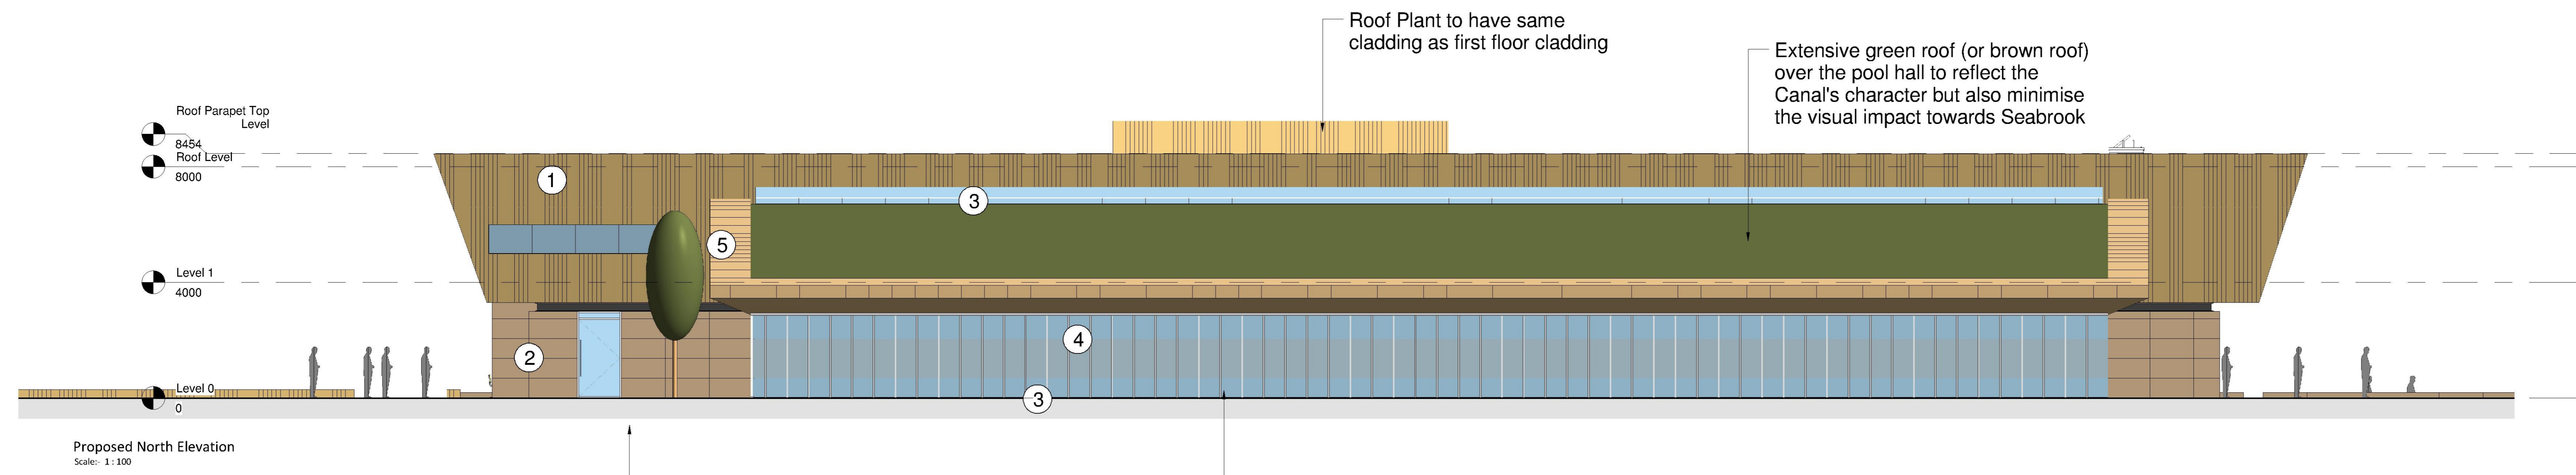 Roof Plant to have same
cladding as first floor cladding
Extensive green roof (or brown roof)
over the pool hall to reflect the
Canal's character but also minimise
the visual impact towards Seabrook
Roof Parapet Top
Level
8454
Roof Level
8000
1
3
5
Level 1
4000
4
2
Level 0
0
3
Proposed North Elevation
Scale:- 1 : 100